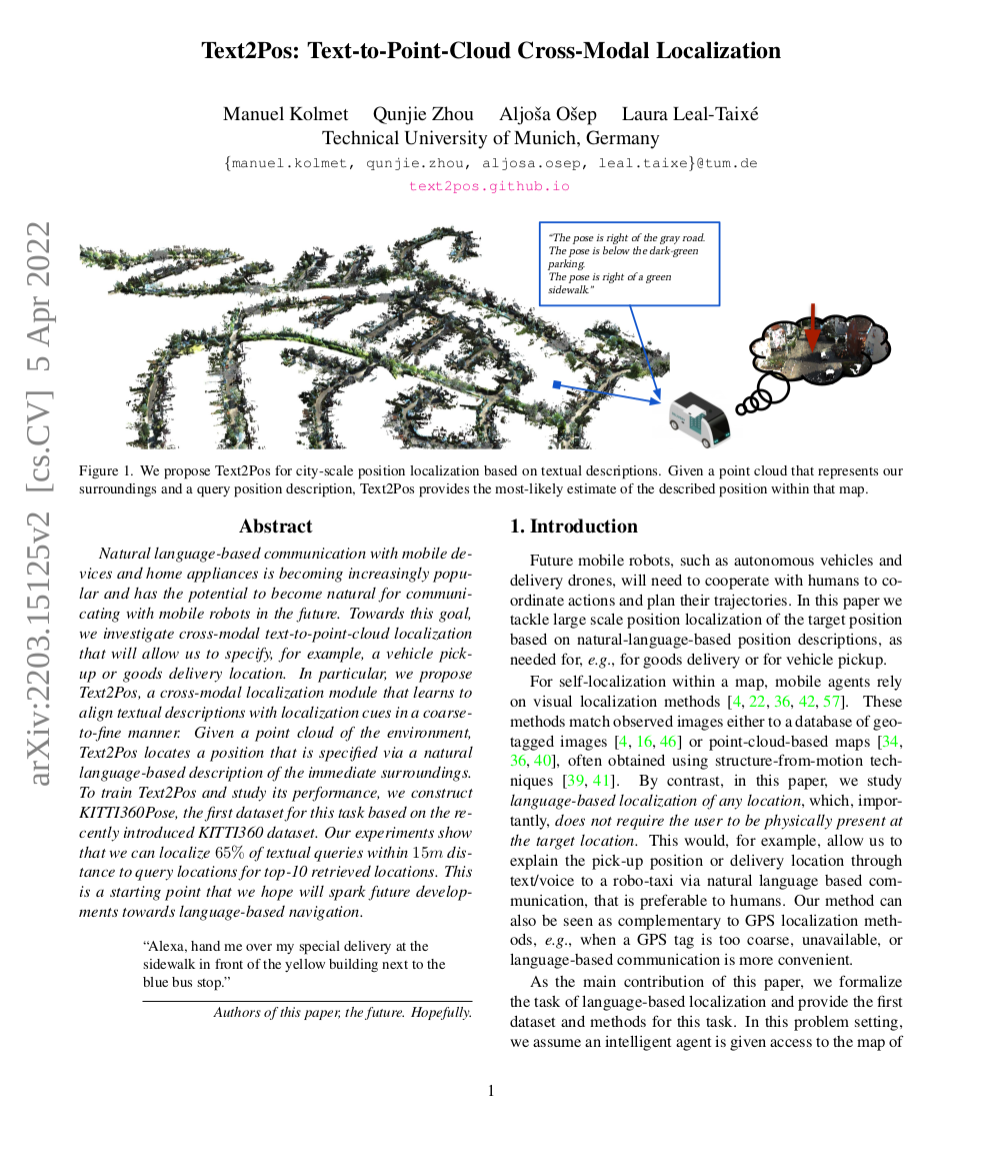 Text2Pos: Text-to-Point-Cloud Cross-Modal Localization
Manuel Kolmet Qunjie Zhou Aljoša Ošep Laura Leal-Taixé
Technical University of Munich, Germany
{manuel.kolmet, qunjie.zhou, aljosa.osep, leal.taixe}@tum.de
text2pos.github.io
arXiv:2203.15125v2 [cs.CV] 5 Apr 2022
"The pose is right of the gray road.
The pose is below the dark-green
parking.
The pose is right of a green
sidewalk."
Figure 1. We propose Text2Pos for city-scale position localization based on textual descriptions. Given a point cloud that represents our
surroundings and a query position description, Text2Pos provides the most-likely estimate of the described position within that map.
Abstract
Natural language-based communication with mobile de-
vices and home appliances is becoming increasingly popu-
lar and has the potential to become natural for communi-
cating with mobile robots in the future. Towards this goal,
we investigate cross-modal text-to-point-cloud localization
that will allow us to specify, for example, a vehicle pick-
up or goods delivery location. In particular, we propose
Text2Pos, a cross-modal localization module that learns to
align textual descriptions with localization cues in a coarse-
to-fine manner. Given a point cloud of the environment,
Text2Pos locates a position that is specified via a natural
language-based description of the immediate surroundings.
To train Text2Pos and study its performance, we construct
KITTI360Pose, the first dataset for this task based on the re-
cently introduced KITTI360 dataset. Our experiments show
that we can localize 65% of textual queries within 15m dis-
tance to query locations for top-10 retrieved locations. This
is a starting point that we hope will spark future develop-
ments towards language-based navigation.
“Alexa, hand me over my special delivery at the
sidewalk in front of the yellow building next to the
blue bus stop.”
Authors of this paper, the future. Hopefully.
1. Introduction
Future mobile robots, such as autonomous vehicles and
delivery drones, will need to cooperate with humans to co-
ordinate actions and plan their trajectories. In this paper we
tackle large scale position localization of the target position
based on natural-language-based position descriptions, as
needed for, e.g., for goods delivery or for vehicle pickup.
For self-localization within a map, mobile agents rely
on visual localization methods [4, 22, 36, 42, 57]. These
methods match observed images either to a database of geo-
tagged images [4, 16, 46] or point-cloud-based maps [34,
36, 40], often obtained using structure-from-motion tech-
niques [39, 41]. By contrast, in this paper, we study
language-based localization of any location, which, impor-
tantly, does not require the user to be physically present at
the target location. This would, for example, allow us to
explain the pick-up position or delivery location through
text/voice to a robo-taxi via natural language based com-
munication, that is preferable to humans. Our method can
also be seen as complementary to GPS localization meth-
ods, e.g., when a GPS tag is too coarse, unavailable, or
language-based communication is more convenient.
As the main contribution of this paper, we formalize
the task of language-based localization and provide the first
dataset and methods for this task. In this problem setting,
we assume an intelligent agent is given access to the map of
1